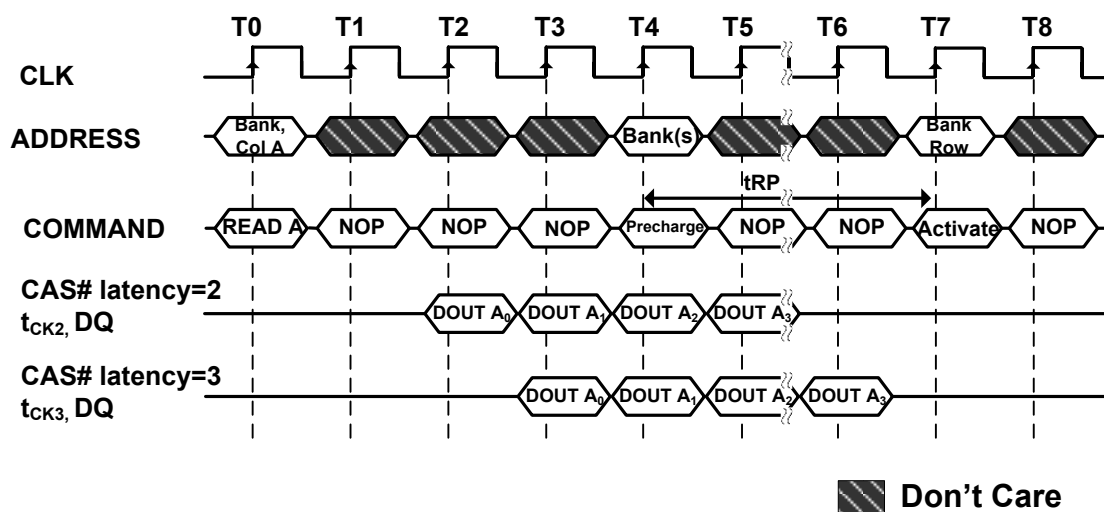 T0 T1 T2 T3 T4 T5 T6 T7 T8
CLK
ADDRESS
Bank,
Col A
Bank(s)
Bank
Row
tRP
COMMAND
READ A NOP NOP NOP Precharge NOP NOP Activate NOP
CAS# latency=2
tCK2, DQ
DOUT A0 DOUT A1 DOUT A2 DOUT A3
CAS# latency=3
tCK3, DQ
DOUT A0 DOUT A1 DOUT A2 DOUT A3
Don't Care